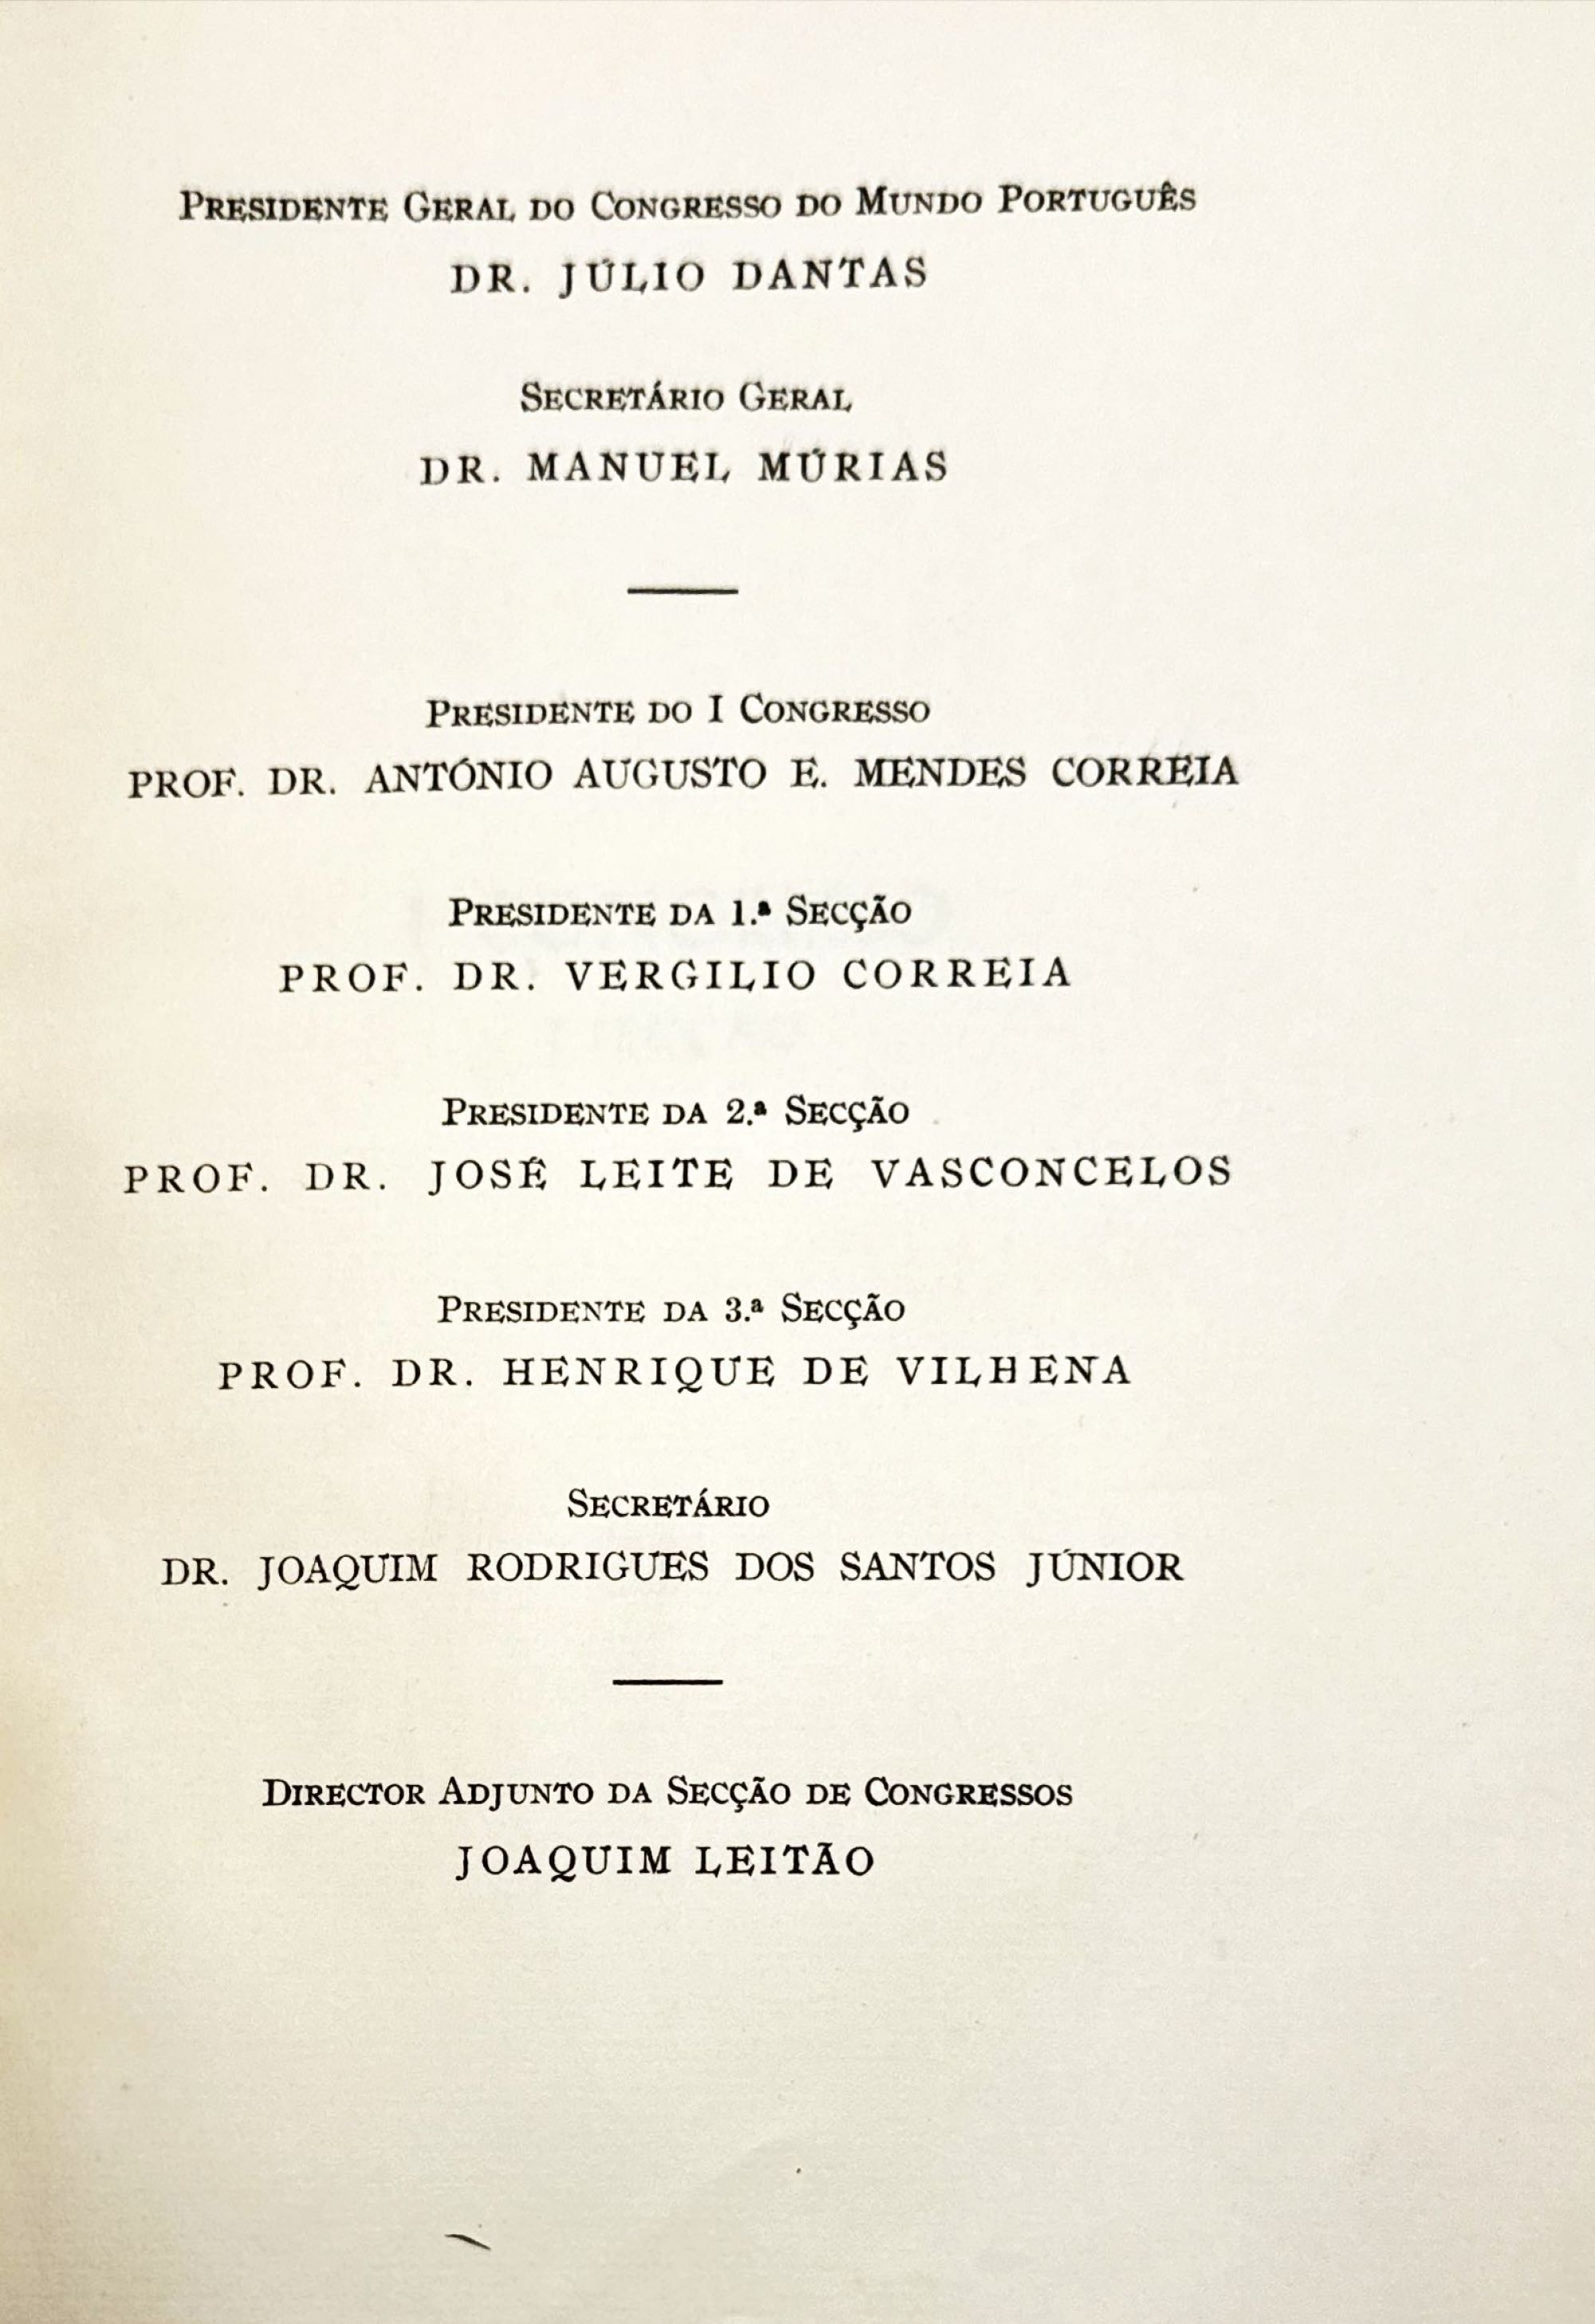 Presidente Geral do Congresso do Mundo Português
DR. JÚLIO DANTAS
Secretário Geral
DR. MANUEL MÚRIAS
Presidente do I Congresso
PROF. DR. ANTÓNIO AUGUSTO E. MENDES CORREIA
Presidente da 1.ª Secção
PROF. DR. VERGILIO CORREIA
Presidente da 2.ª Secção
PROF. DR. JOSÉ LEITE DE VASCONCELOS
Presidente da 3.ª Secção
PROF. DR. HENRIQUE DE VILHENA
Secretário
DR. JOAQUIM RODRIGUES DOS SANTOS JÚNIOR
Director Adjunto da Secção de Congressos
JOAQUIM LEITÃO